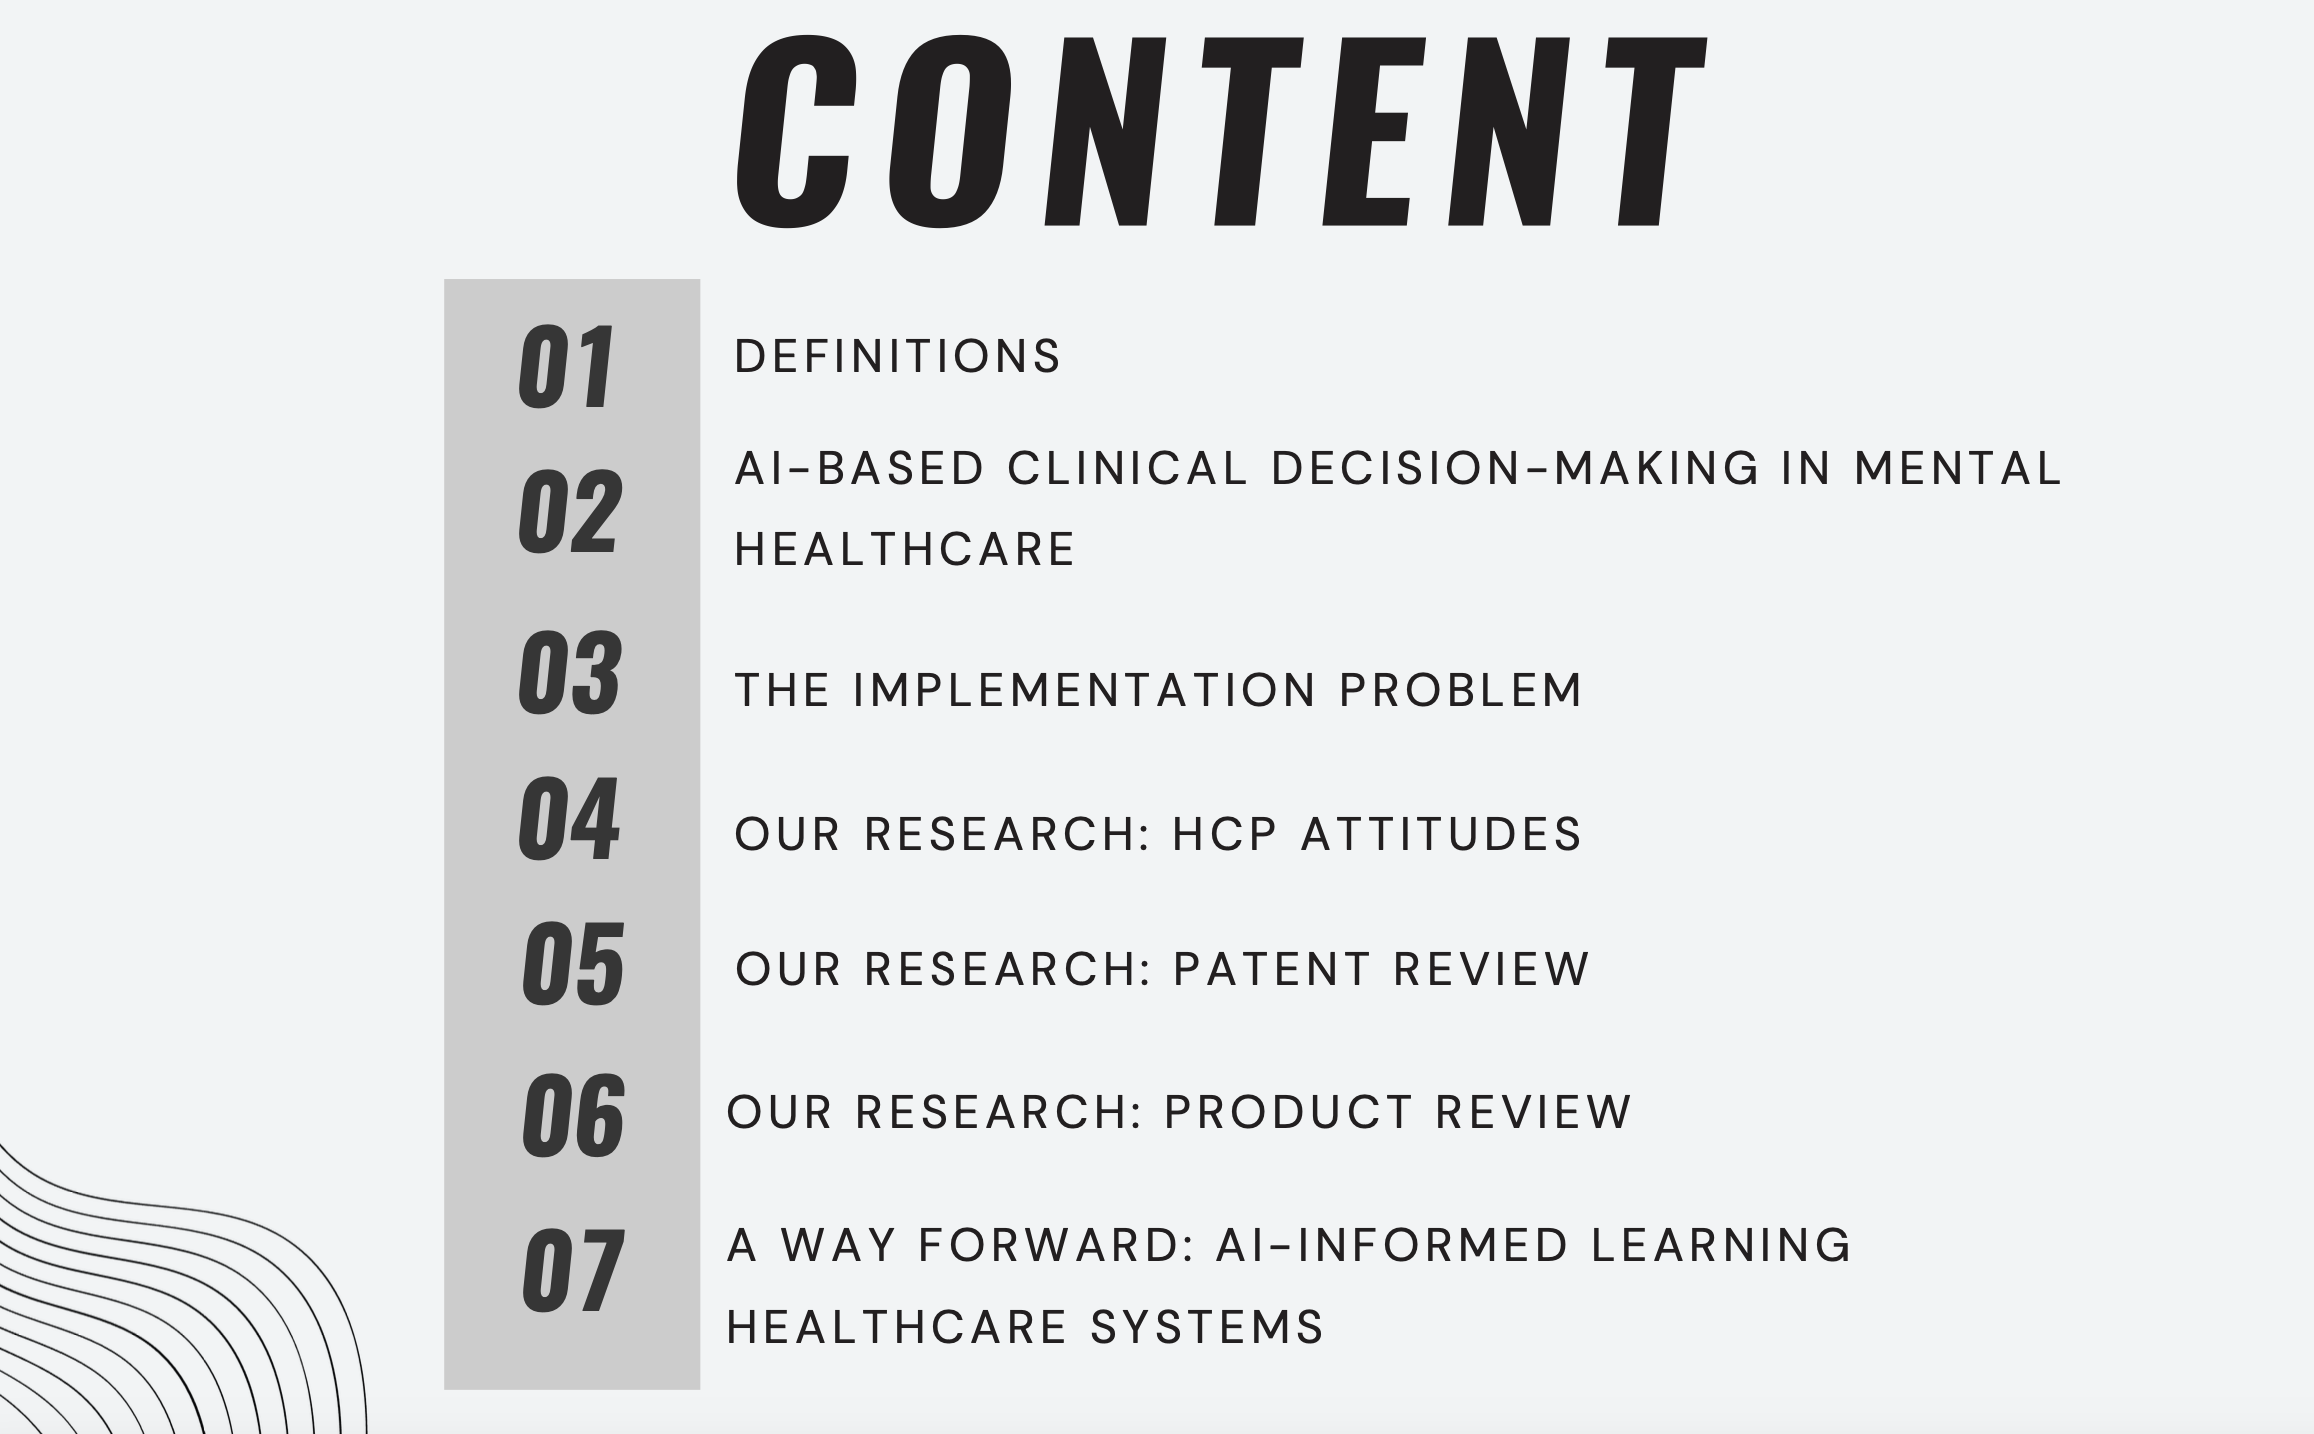 CONTENT
01
DEFINITIONS
02
AI-BASED CLINICAL DECISION-MAKING IN MENTAL
HEALTHCARE
03
THE IMPLEMENTATION PROBLEM
04
OUR RESEARCH: HCP ATTITUDES
05
OUR RESEARCH: PATENT REVIEW
06
OUR RESEARCH: PRODUCT REVIEW
07
A WAY FORWARD: AI-INFORMED LEARNING
HEALTHCARE SYSTEMS